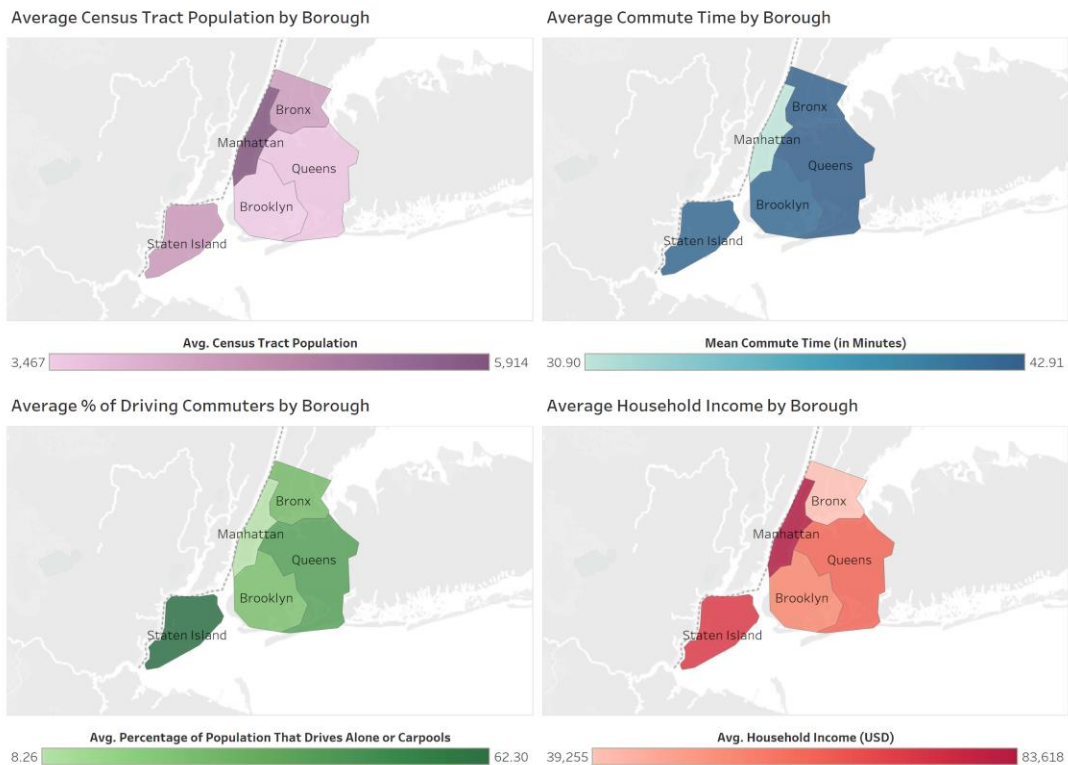 Average Census Tract Population by Borough
Bronx
Manhattan
Queens
Brooklyn
Staten Island
Avg. Census Tract Population
3,467
5,914
Average Commute Time by Borough
Bronx
Manhattan
Queens
Brooklyn
Staten Island
Mean Commute Time (in Minutes)
30.90
42.91
Average % of Driving Commuters by Borough
Bronx
Manhattan
Queens
Brooklyn
Staten Island
Avg. Percentage of Population That Drives Alone or Carpools
8.26
62.30
Average Household Income by Borough
Bronx
Manhattan
Queens
Brooklyn
Staten Island
Avg. Household Income (USD)
39,255
83,618